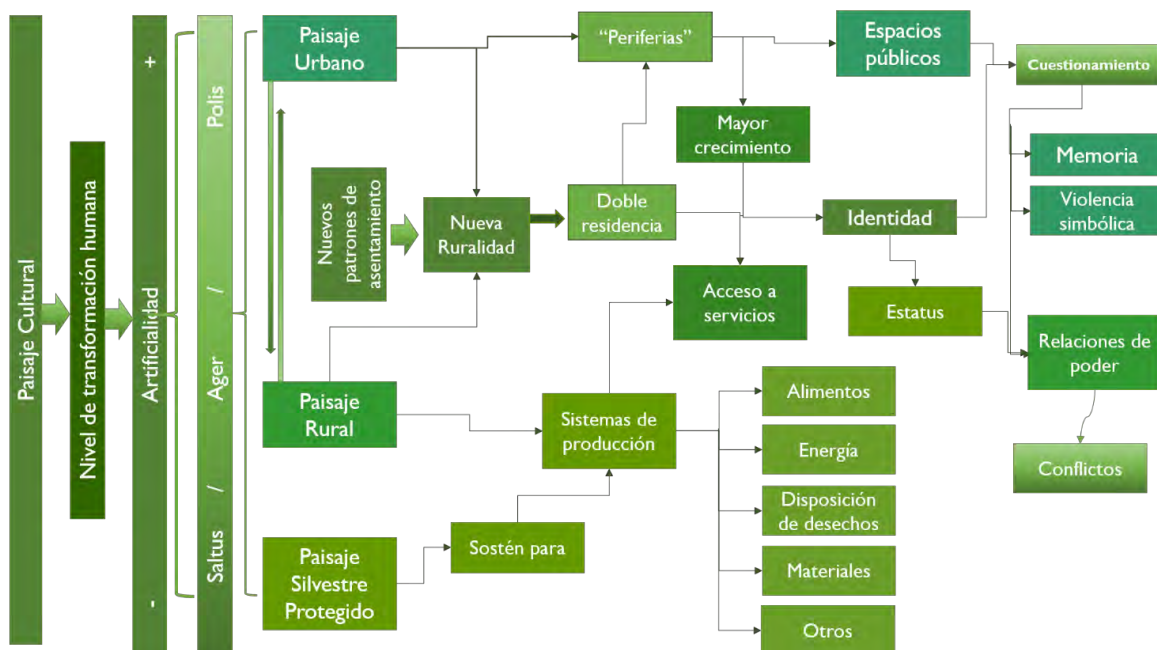 Paisaje Cultural
Nivel de transformación humana
+
Artificialidad
-
Polis
/
Ager
/
Saltus
Paisaje
Urbano
Paisaje
Rural
Paisaje
Silvestre
Protegido
Nuevos
patrones de
asentamiento
Nueva
Ruralidad
Sostén para
"Periferias"
Doble
residencia
Sistemas de
producción
Mayor
crecimiento
Acceso a
servicios
Alimentos
Energía
Disposición
de desechos
Materiales
Otros
Espacios
públicos
Identidad
Estatus
Cuestionamiento
Memoria
Violencia
simbólica
Relaciones de
poder
Conflictos